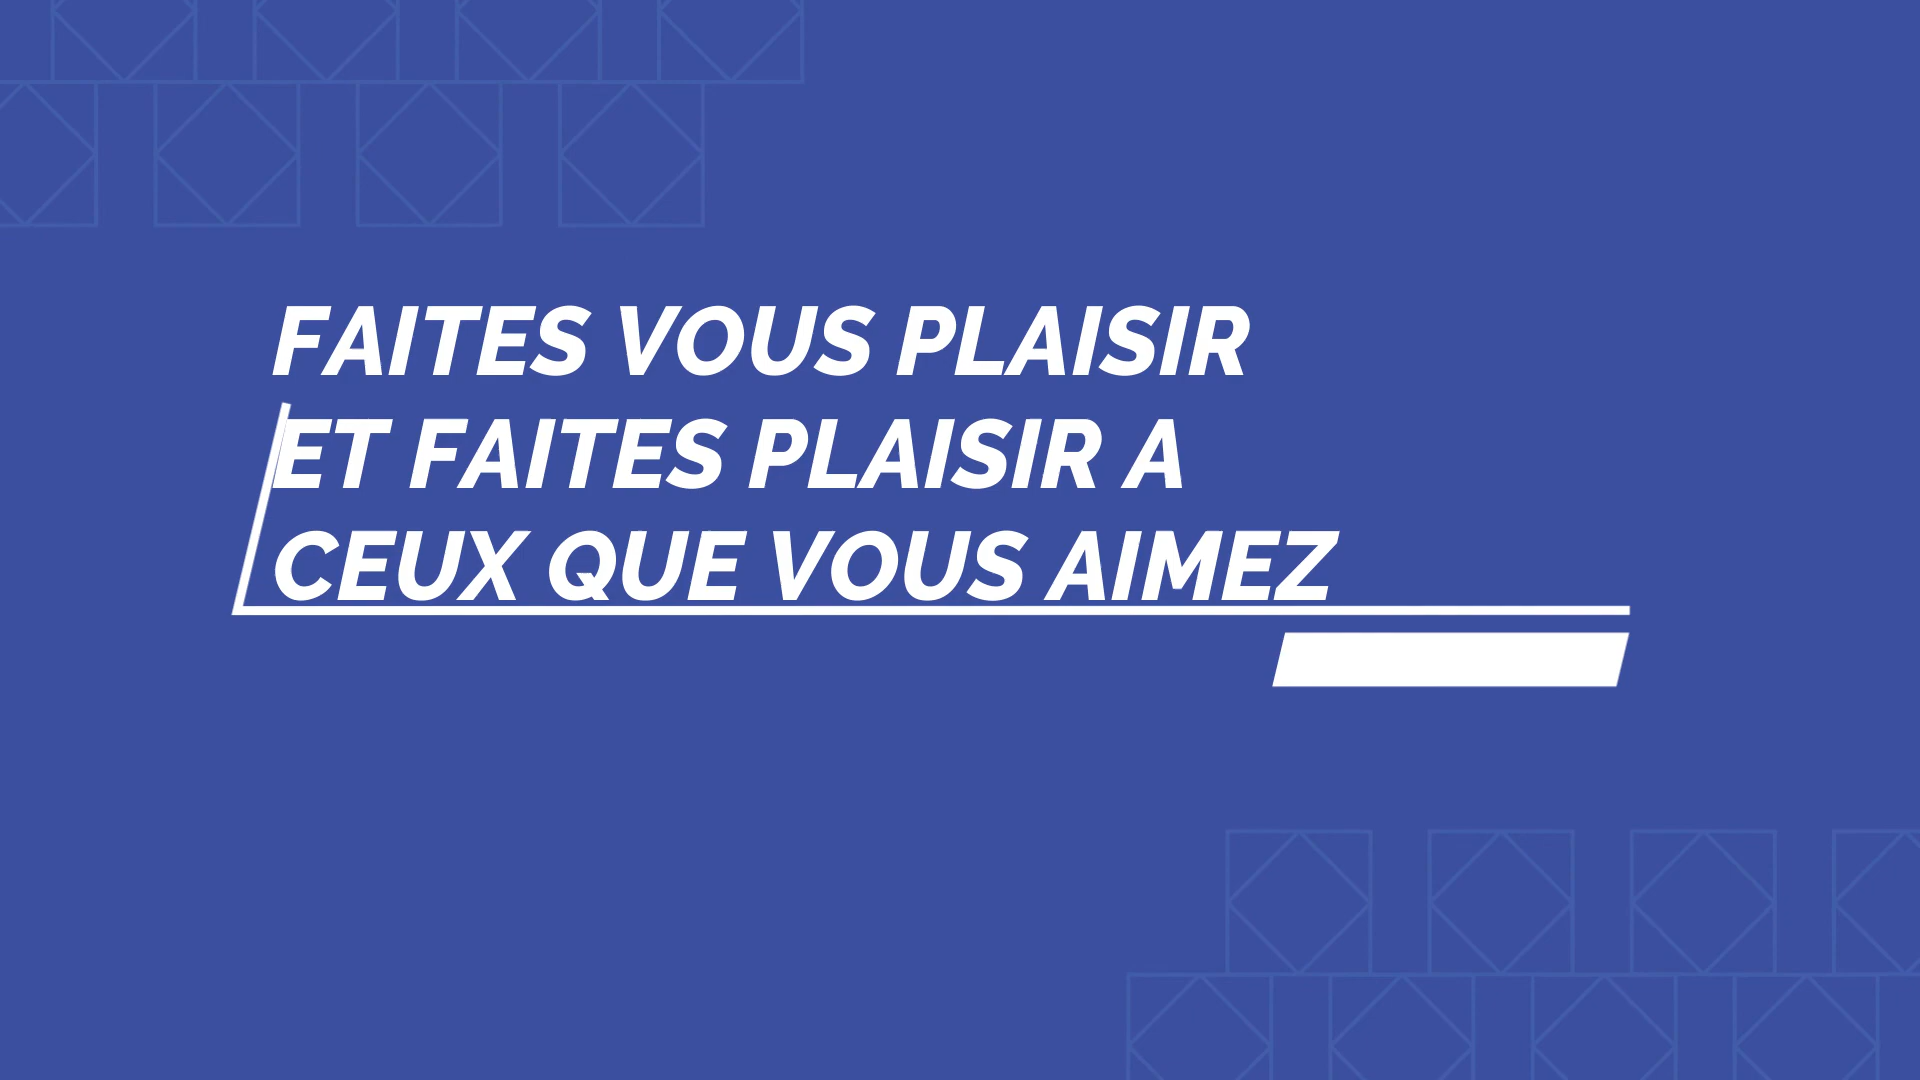 FAITES VOUS PLAISIR
ET FAITES PLAISIR A
CEUX QUE VOUS AIMEZ